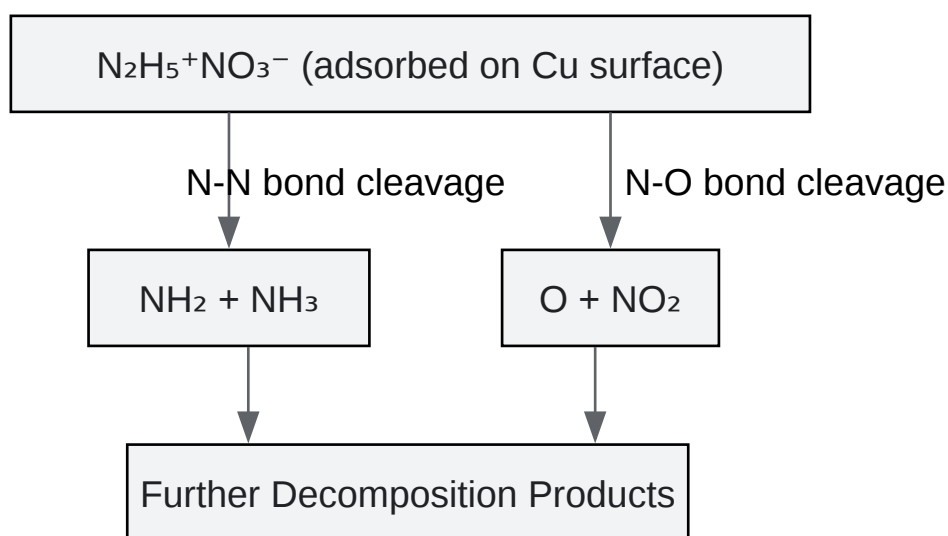 N₂H₅⁺NO₃⁻ (adsorbed on Cu surface)
N-N bond cleavage
N-O bond cleavage
NH₂ + NH₃
O + NO₂
Further Decomposition Products